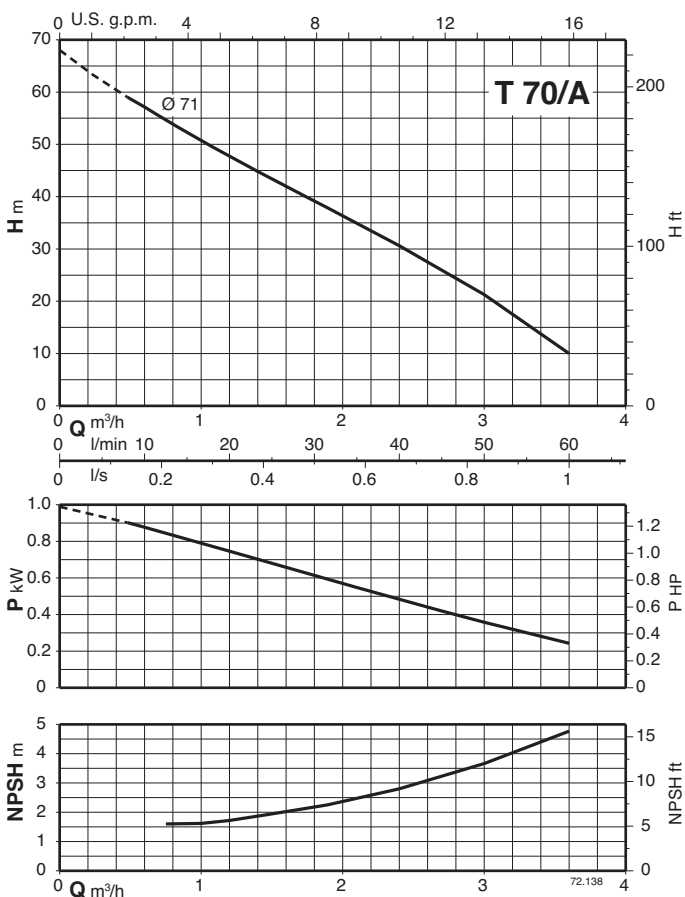 0 U.S. g.p.m. 4 8 12 16
70
60
50
40
30
20
10
0
H m
Ø 71
T 70/A
200
100
0
H ft
0 Q m³/h 1 2 3 4
0 l/min 10 20 30 40 50 60
0 l/s 0.2 0.4 0.6 0.8 1
1.0
0.8
0.6
0.4
0.2
0
P kW
1.2
1.0
0.8
0.6
0.4
0.2
0
P HP
5
4
3
2
1
0
NPSH m
15
10
5
0
NPSH ft
72.138
0 Q m³/h 1 2 3 4